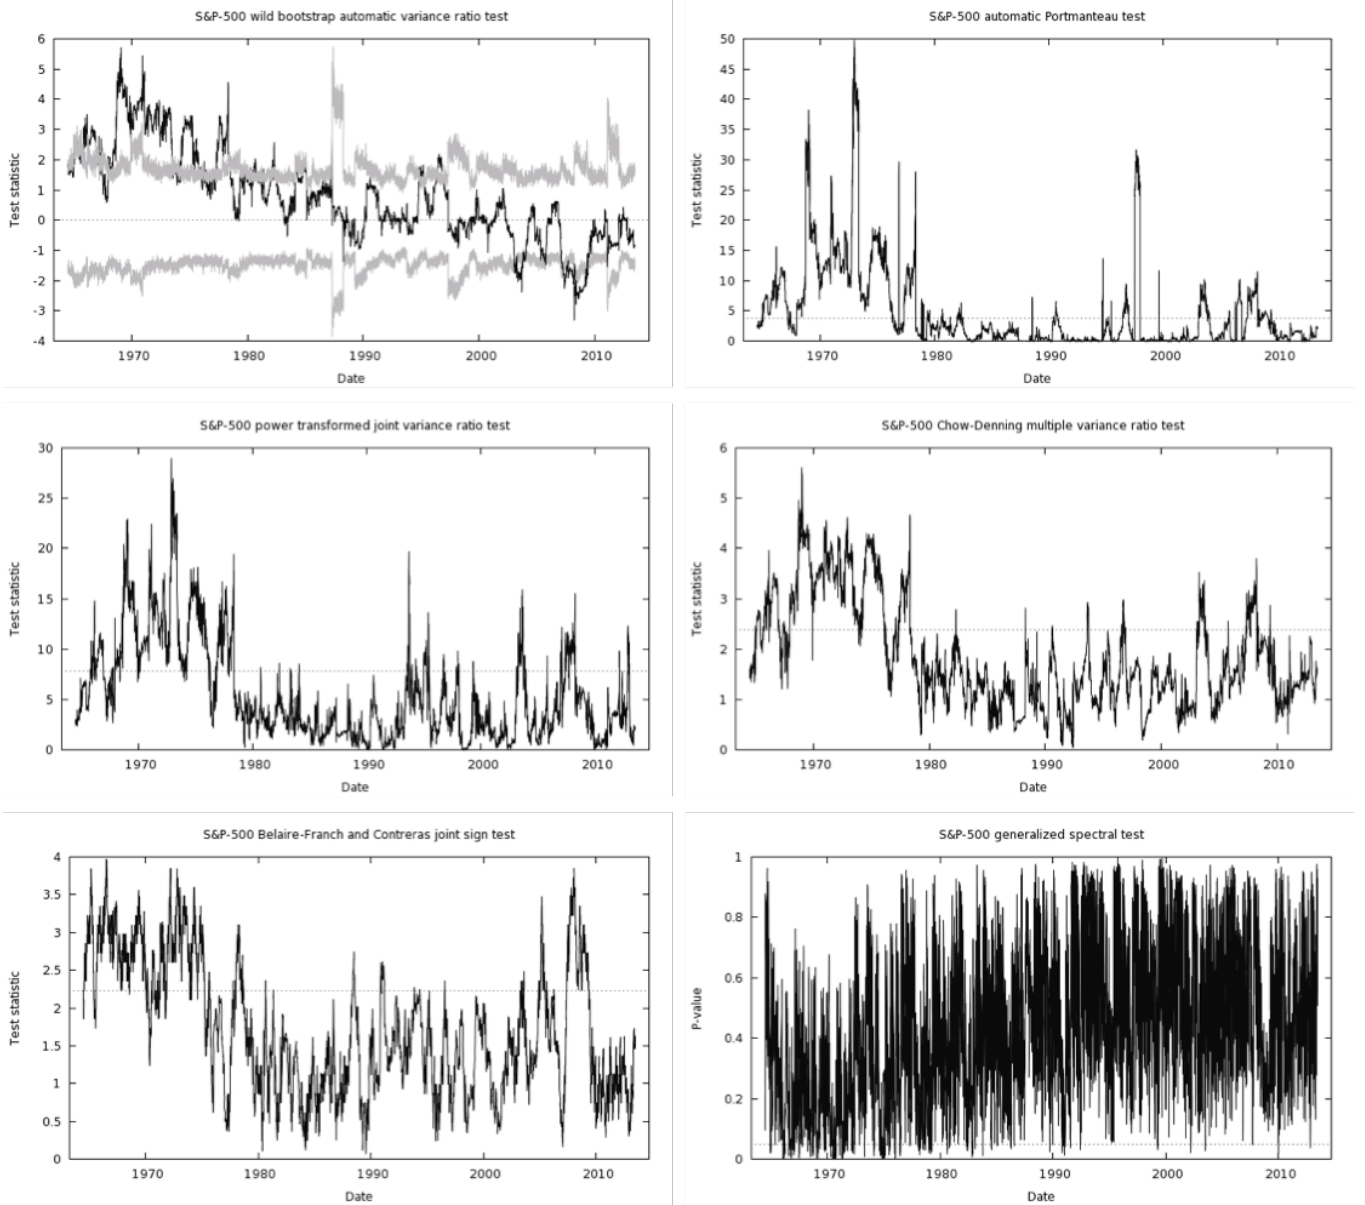 S&P-500 wild bootstrap automatic variance ratio test
6
5
4
3
2
1
0
-1
-2
-3
-4
Test statistic
1970 1980 1990 2000 2010
Date
S&P-500 automatic Portmanteau test
50
45
40
35
30
25
20
15
10
5
0
Test statistic
1970 1980 1990 2000 2010
Date
S&P-500 power transformed joint variance ratio test
30
25
20
15
10
5
0
Test statistic
1970 1980 1990 2000 2010
Date
S&P-500 Chow-Denning multiple variance ratio test
6
5
4
3
2
1
0
Test statistic
1970 1980 1990 2000 2010
Date
S&P-500 Belaire-Franch and Contreras joint sign test
4
3.5
3
2.5
2
1.5
1
0.5
0
Test statistic
1970 1980 1990 2000 2010
Date
S&P-500 generalized spectral test
1
0.8
0.6
0.4
0.2
0
P-value
1970 1980 1990 2000 2010
Date